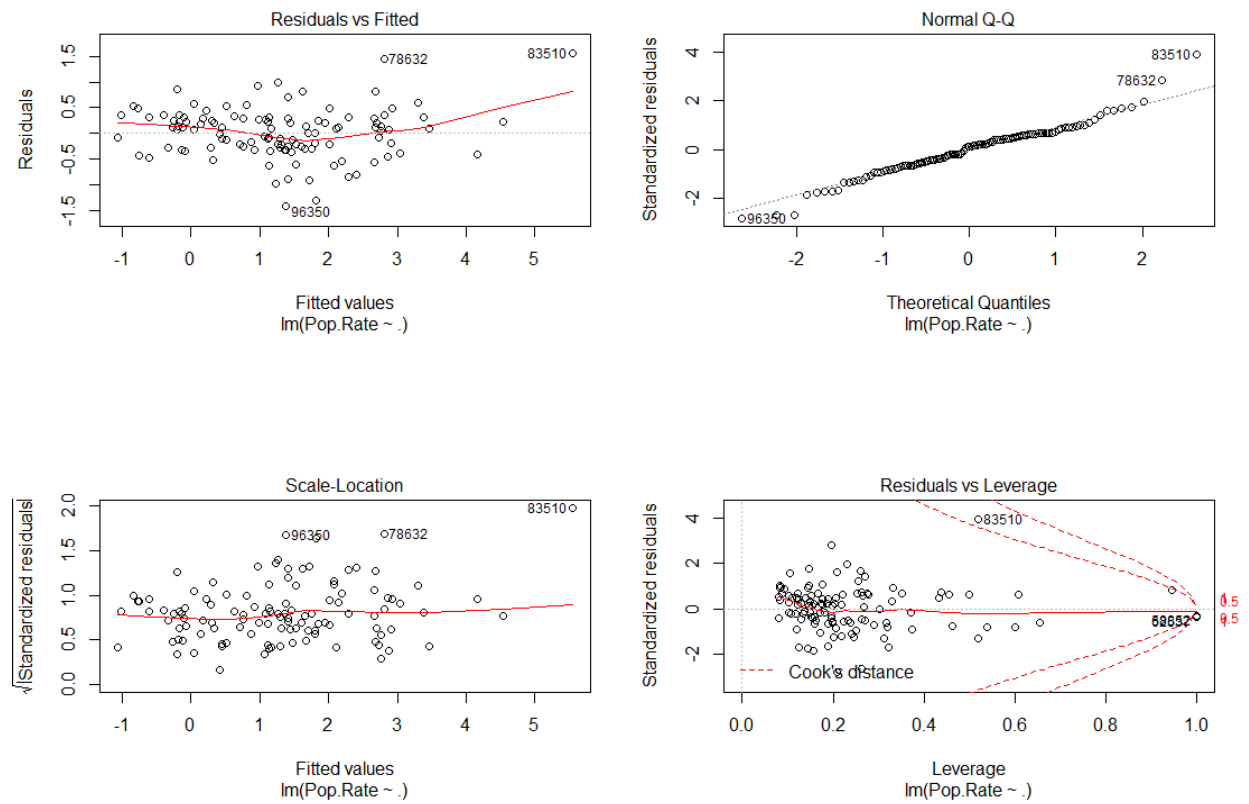 Residuals vs Fitted
Residuals
1.5
0.5
-0.5
-1.5
78632
83510
96350
-1 0 1 2 3 4 5
Fitted values
lm(Pop.Rate ~ .)
Normal Q-Q
Standardized residuals
4
2
0
-2
83510
78632
96350
-2 -1 0 1 2
Theoretical Quantiles
lm(Pop.Rate ~ .)
Scale-Location
√|Standardized residuals|
2.0
1.5
1.0
0.5
0.0
96350
78632
83510
-1 0 1 2 3 4 5
Fitted values
lm(Pop.Rate ~ .)
Residuals vs Leverage
Standardized residuals
4
2
0
-2
83510
1
0.5
0.5
1
Cook's distance
0.0 0.2 0.4 0.6 0.8 1.0
Leverage
lm(Pop.Rate ~ .)